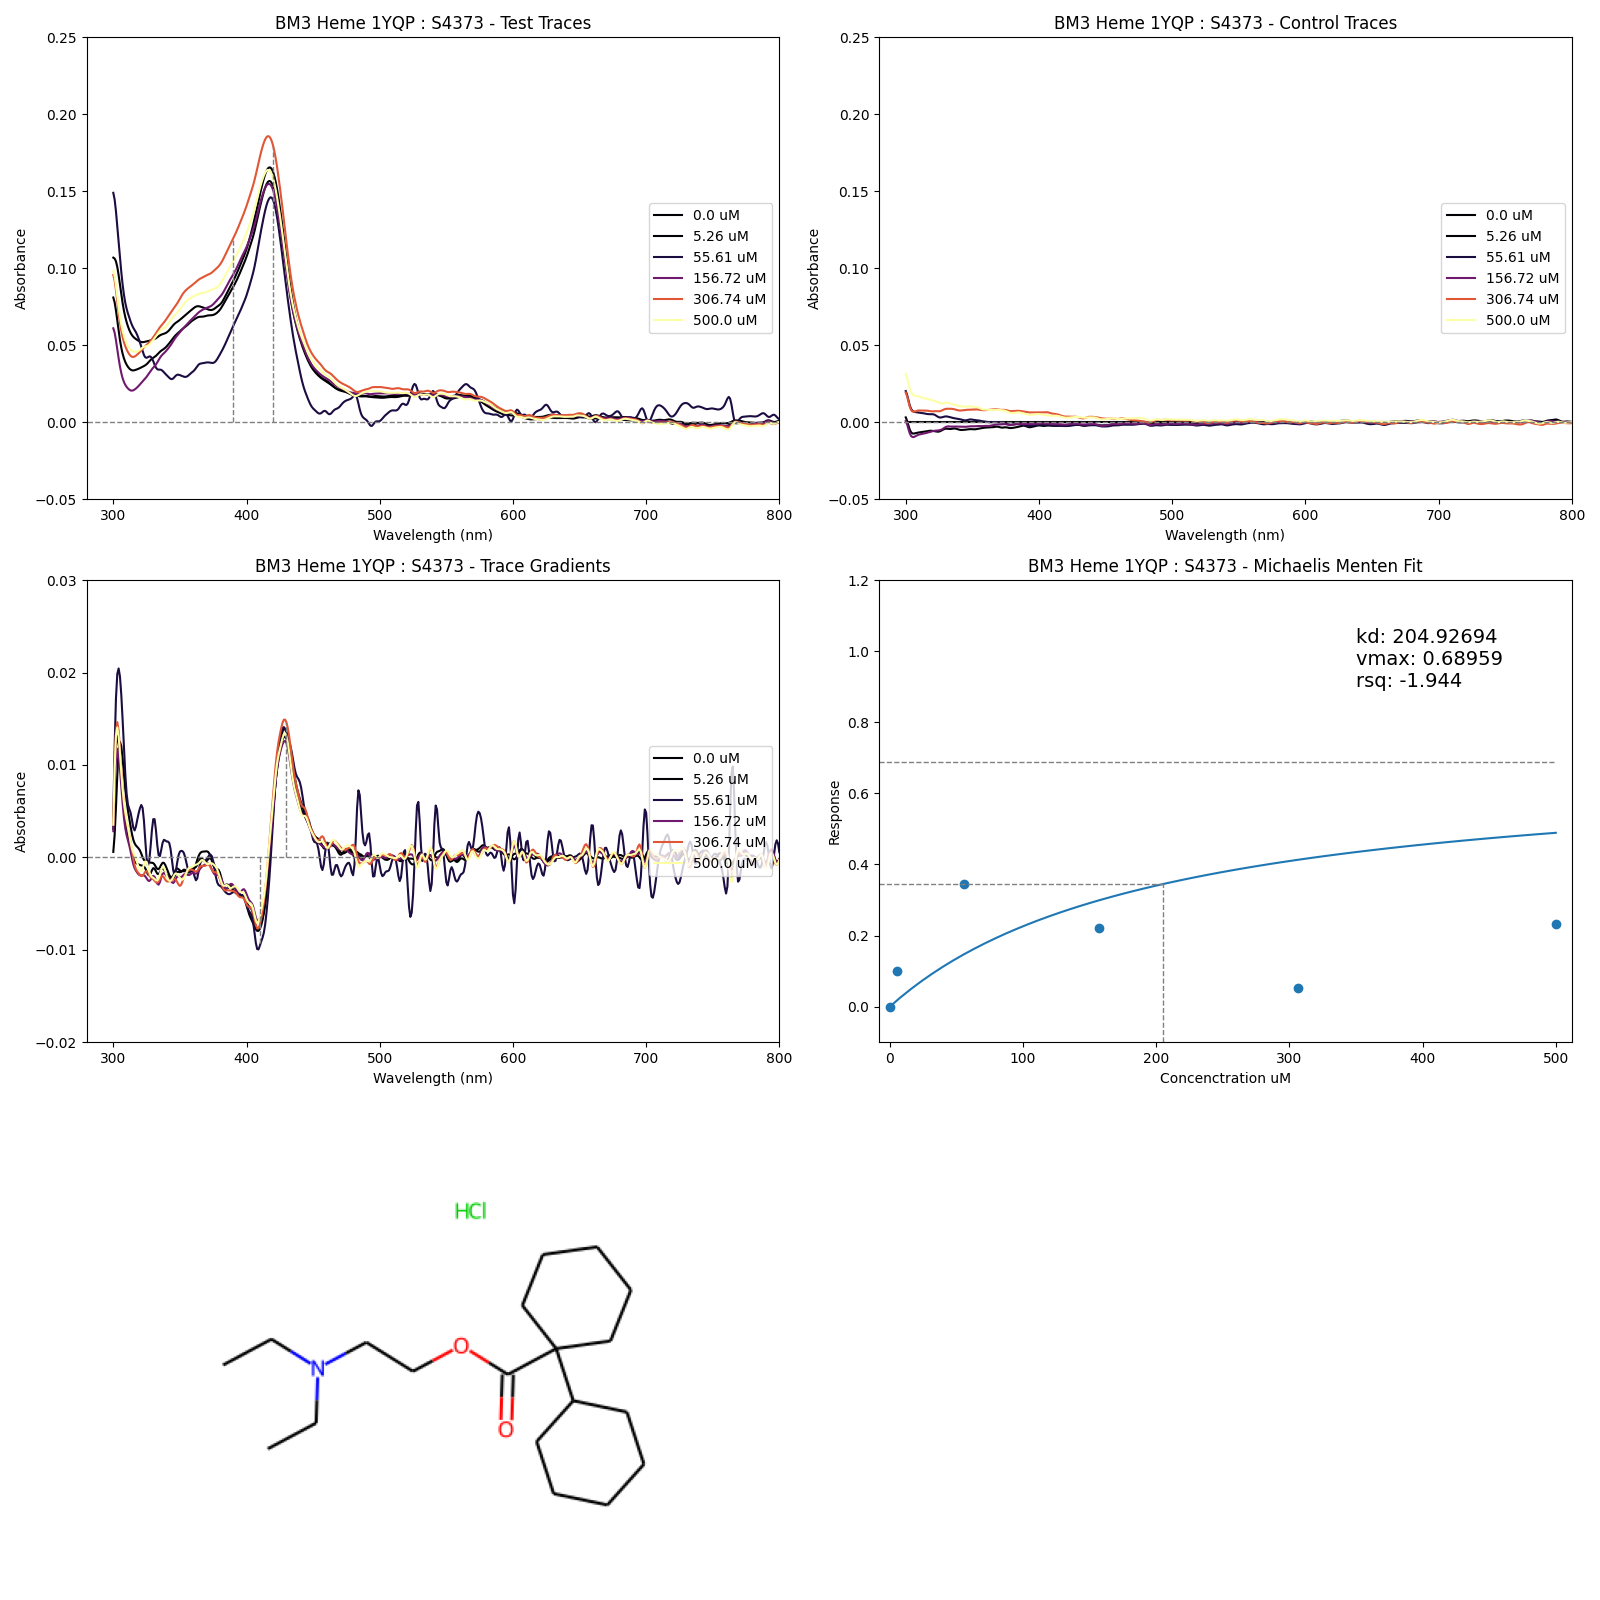 BM3 Heme 1YQP : S4373 - Test Traces
0.25
0.20
0.15
0.10
0.05
0.00
−0.05
Absorbance
300 400 500 600 700 800
Wavelength (nm)
0.0 uM
5.26 uM
55.61 uM
156.72 uM
306.74 uM
500.0 uM
BM3 Heme 1YQP : S4373 - Control Traces
0.25
0.20
0.15
0.10
0.05
0.00
−0.05
Absorbance
300 400 500 600 700 800
Wavelength (nm)
0.0 uM
5.26 uM
55.61 uM
156.72 uM
306.74 uM
500.0 uM
BM3 Heme 1YQP : S4373 - Trace Gradients
0.03
0.02
0.01
0.00
−0.01
−0.02
Absorbance
300 400 500 600 700 800
Wavelength (nm)
0.0 uM
5.26 uM
55.61 uM
156.72 uM
306.74 uM
500.0 uM
BM3 Heme 1YQP : S4373 - Michaelis Menten Fit
1.2
1.0
0.8
0.6
0.4
0.2
0.0
Response
0 100 200 300 400 500
Concenctration uM
kd: 204.92694
vmax: 0.68959
rsq: -1.944
HCl
O
N
O